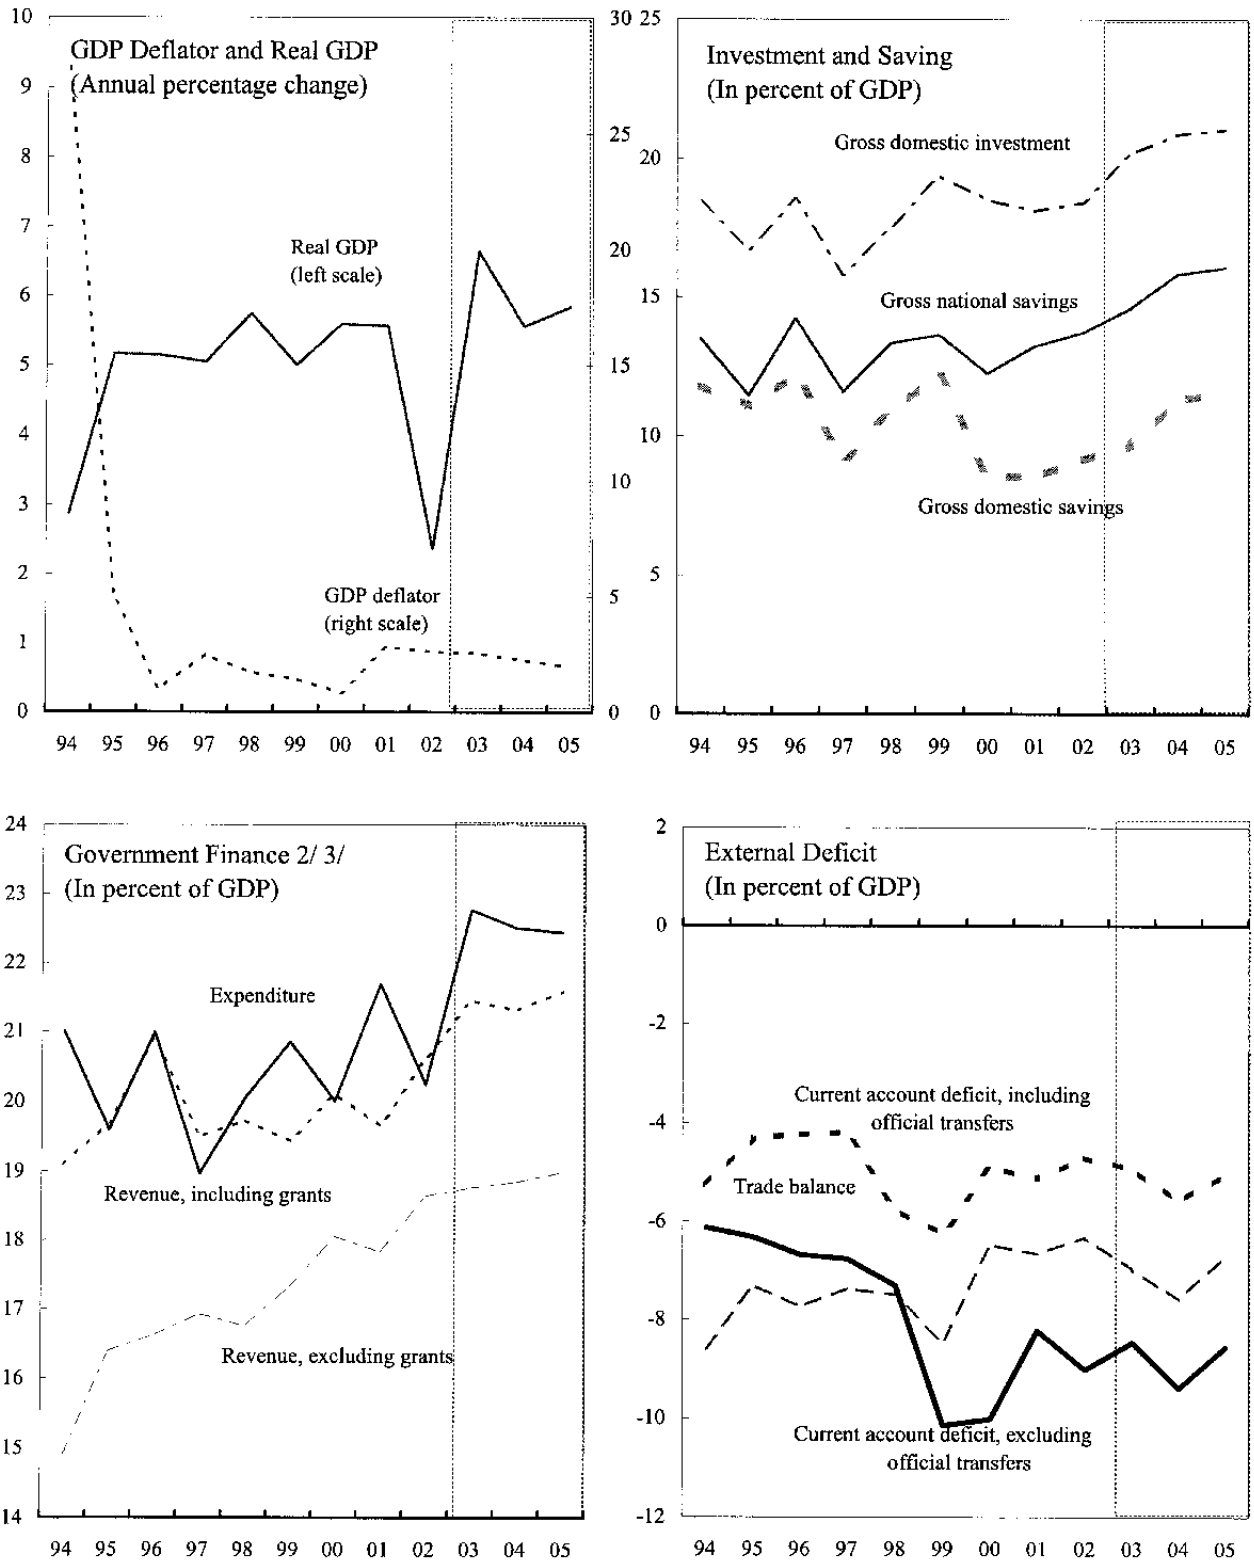 GDP Deflator and Real GDP
(Annual percentage change)
10
9
8
7
6
5
4
3
2
1
0
30
25
20
15
10
5
0
Real GDP
(left scale)
GDP deflator
(right scale)
94 95 96 97 98 99 00 01 02 03 04 05
Investment and Saving
(In percent of GDP)
25
20
15
10
5
0
Gross domestic investment
Gross national savings
Gross domestic savings
94 95 96 97 98 99 00 01 02 03 04 05
Government Finance 2/ 3/
(In percent of GDP)
24
23
22
21
20
19
18
17
16
15
14
Expenditure
Revenue, including grants
Revenue, excluding grants
94 95 96 97 98 99 00 01 02 03 04 05
External Deficit
(In percent of GDP)
2
0
-2
-4
-6
-8
-10
-12
Current account deficit, including
official transfers
Trade balance
Current account deficit, excluding
official transfers
94 95 96 97 98 99 00 01 02 03 04 05